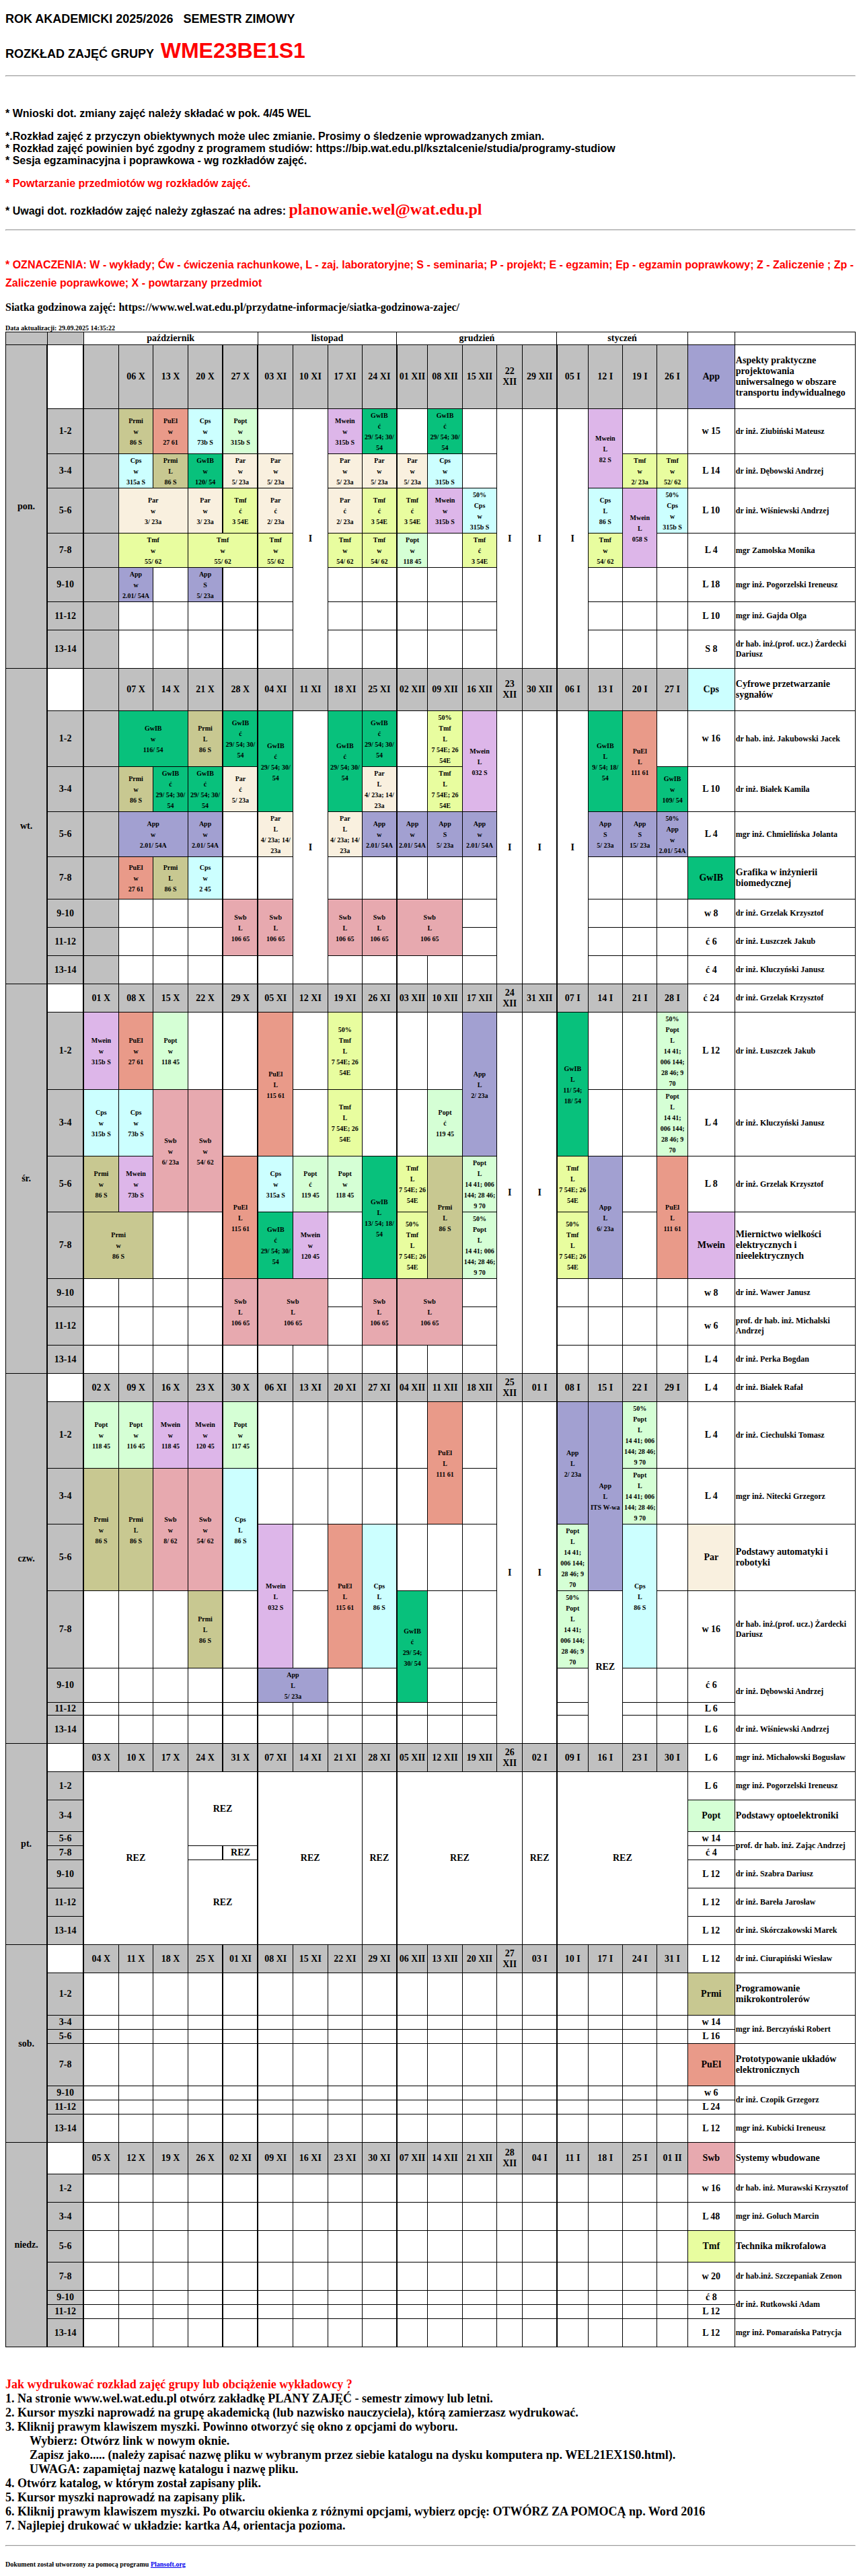 ROK AKADEMICKI 2025/2026 SEMESTR ZIMOWY
ROZKŁAD ZAJĘĆ GRUPY WME23BE1S1
* Wnioski dot. zmiany zajęć należy składać w pok. 4/45 WEL
*.Rozkład zajęć z przyczyn obiektywnych może ulec zmianie. Prosimy o śledzenie wprowadzanych zmian.
* Rozkład zajęć powinien być zgodny z programem studiów: https://bip.wat.edu.pl/ksztalcenie/studia/programy-studiow
* Sesja egzaminacyjna i poprawkowa - wg rozkładów zajęć.
* Powtarzanie przedmiotów wg rozkładów zajęć.
* Uwagi dot. rozkładów zajęć należy zgłaszać na adres: planowanie.wel@wat.edu.pl
* OZNACZENIA: W - wykłady; Ćw - ćwiczenia rachunkowe, L - zaj. laboratoryjne; S - seminaria; P - projekt; E - egzamin; Ep - egzamin poprawkowy; Z - Zaliczenie ; Zp -
Zaliczenie poprawkowe; X - powtarzany przedmiot
Siatka godzinowa zajęć: https://www.wel.wat.edu.pl/przydatne-informacje/siatka-godzinowa-zajec/
Data aktualizacji: 29.09.2025 14:35:22
październik listopad grudzień styczeń
pon. 06 X 13 X 20 X 27 X 03 XI 10 XI 17 XI 24 XI 01 XII 08 XII 15 XII 22 XII 29 XII 05 I 12 I 19 I 26 I App Aspekty praktyczne projektowania uniwersalnego w obszare transportu indywidualnego
1-2 Prmi w 86 S PuEl w 27 61 Cps w 73b S Popt w 315b S I Mwein w 315b S GwIB ć 29/ 54; 30/ 54 GwIB ć 29/ 54; 30/ 54 I I I Mwein L 82 S w 15 dr inż. Ziubiński Mateusz
3-4 Cps w 315a S Prmi L 86 S GwIB w 120/ 54 Par w 5/ 23a Par w 5/ 23a Par w 5/ 23a Par w 5/ 23a Par w 5/ 23a Cps w 315b S Tmf w 2/ 23a Tmf w 52/ 62 L 14 dr inż. Dębowski Andrzej
5-6 Par w 3/ 23a Par w 3/ 23a Tmf ć 3 54E Par ć 2/ 23a Par ć 2/ 23a Tmf ć 3 54E Tmf ć 3 54E Mwein w 315b S 50% Cps w 315b S Cps L 86 S Mwein L 058 S 50% Cps w 315b S L 10 dr inż. Wiśniewski Andrzej
7-8 Tmf w 55/ 62 Tmf w 55/ 62 Tmf w 55/ 62 Tmf w 54/ 62 Tmf w 54/ 62 Popt w 118 45 Tmf ć 3 54E Tmf w 54/ 62 L 4 mgr Zamolska Monika
9-10 App w 2.01/ 54A App S 5/ 23a L 18 mgr inż. Pogorzelski Ireneusz
11-12 L 10 mgr inż. Gajda Olga
13-14 S 8 dr hab. inż.(prof. ucz.) Żardecki Dariusz
wt. 07 X 14 X 21 X 28 X 04 XI 11 XI 18 XI 25 XI 02 XII 09 XII 16 XII 23 XII 30 XII 06 I 13 I 20 I 27 I Cps Cyfrowe przetwarzanie sygnałów
1-2 GwIB w 116/ 54 Prmi L 86 S GwIB ć 29/ 54; 30/ 54 GwIB ć 29/ 54; 30/ 54 I GwIB ć 29/ 54; 30/ 54 GwIB ć 29/ 54; 30/ 54 50% Tmf L 7 54E; 26 54E Mwein L 032 S I I I GwIB L 9/ 54; 18/ 54 PuEl L 111 61 w 16 dr hab. inż. Jakubowski Jacek
3-4 Prmi w 86 S GwIB ć 29/ 54; 30/ 54 GwIB ć 29/ 54; 30/ 54 Par ć 5/ 23a Par L 4/ 23a; 14/ 23a Tmf L 7 54E; 26 54E GwIB w 109/ 54 L 10 dr inż. Białek Kamila
5-6 App w 2.01/ 54A App w 2.01/ 54A Par L 4/ 23a; 14/ 23a Par L 4/ 23a; 14/ 23a App w 2.01/ 54A App w 2.01/ 54A App S 5/ 23a App w 2.01/ 54A App S 5/ 23a App S 15/ 23a 50% App w 2.01/ 54A L 4 mgr inż. Chmielińska Jolanta
7-8 PuEl w 27 61 Prmi L 86 S Cps w 2 45 GwIB Grafika w inżynierii biomedycznej
9-10 Swb L 106 65 Swb L 106 65 Swb L 106 65 Swb L 106 65 Swb L 106 65 w 8 dr inż. Grzelak Krzysztof
11-12 ć 6 dr inż. Łuszczek Jakub
13-14 ć 4 dr inż. Kluczyński Janusz
śr. 01 X 08 X 15 X 22 X 29 X 05 XI 12 XI 19 XI 26 XI 03 XII 10 XII 17 XII 24 XII 31 XII 07 I 14 I 21 I 28 I ć 24 dr inż. Grzelak Krzysztof
1-2 Mwein w 315b S PuEl w 27 61 Popt w 118 45 PuEl L 115 61 50% Tmf L 7 54E; 26 54E App L 2/ 23a I I GwIB L 11/ 54; 18/ 54 50% Popt L 14 41; 006 144; 28 46; 9 70 L 12 dr inż. Łuszczek Jakub
3-4 Cps w 315b S Cps w 73b S Swb w 6/ 23a Swb w 54/ 62 Tmf L 7 54E; 26 54E Popt ć 119 45 Popt L 14 41; 006 144; 28 46; 9 70 L 4 dr inż. Kluczyński Janusz
5-6 Prmi w 86 S Mwein w 73b S PuEl L 115 61 Cps w 315a S Popt ć 119 45 Popt w 118 45 GwIB L 13/ 54; 18/ 54 Tmf L 7 54E; 26 54E Prmi L 86 S Popt L 14 41; 006 144; 28 46; 9 70 Tmf L 7 54E; 26 54E App L 6/ 23a PuEl L 111 61 L 8 dr inż. Grzelak Krzysztof
7-8 Prmi w 86 S GwIB ć 29/ 54; 30/ 54 Mwein w 120 45 50% Tmf L 7 54E; 26 54E 50% Popt L 14 41; 006 144; 28 46; 9 70 50% Tmf L 7 54E; 26 54E Mwein Miernictwo wielkości elektrycznych i nieelektrycznych
9-10 Swb L 106 65 Swb L 106 65 Swb L 106 65 Swb L 106 65 w 8 dr inż. Wawer Janusz
11-12 w 6 prof. dr hab. inż. Michalski Andrzej
13-14 L 4 dr inż. Perka Bogdan
czw. 02 X 09 X 16 X 23 X 30 X 06 XI 13 XI 20 XI 27 XI 04 XII 11 XII 18 XII 25 XII 01 I 08 I 15 I 22 I 29 I L 4 dr inż. Białek Rafał
1-2 Popt w 118 45 Popt w 116 45 Mwein w 118 45 Mwein w 120 45 Popt w 117 45 PuEl L 111 61 I I App L 2/ 23a App L ITS W-wa 50% Popt L 14 41; 006 144; 28 46; 9 70 L 4 dr inż. Ciechulski Tomasz
3-4 Prmi w 86 S Prmi L 86 S Swb w 8/ 62 Swb w 54/ 62 Cps L 86 S Popt L 14 41; 006 144; 28 46; 9 70 L 4 mgr inż. Nitecki Grzegorz
5-6 Mwein L 032 S PuEl L 115 61 Cps L 86 S Popt L 14 41; 006 144; 28 46; 9 70 Cps L 86 S Par Podstawy automatyki i robotyki
7-8 Prmi L 86 S GwIB ć 29/ 54; 30/ 54 50% Popt L 14 41; 006 144; 28 46; 9 70 REZ w 16 dr hab. inż.(prof. ucz.) Żardecki Dariusz
9-10 App L 5/ 23a ć 6 dr inż. Dębowski Andrzej
11-12 L 6
13-14 L 6 dr inż. Wiśniewski Andrzej
pt. 03 X 10 X 17 X 24 X 31 X 07 XI 14 XI 21 XI 28 XI 05 XII 12 XII 19 XII 26 XII 02 I 09 I 16 I 23 I 30 I L 6 mgr inż. Michałowski Bogusław
1-2 REZ REZ REZ REZ REZ REZ REZ L 6 mgr inż. Pogorzelski Ireneusz
3-4 Popt Podstawy optoelektroniki
5-6 w 14 prof. dr hab. inż. Zając Andrzej
7-8 REZ ć 4
9-10 REZ L 12 dr inż. Szabra Dariusz
11-12 L 12 dr inż. Bareła Jarosław
13-14 L 12 dr inż. Skórczakowski Marek
sob. 04 X 11 X 18 X 25 X 01 XI 08 XI 15 XI 22 XI 29 XI 06 XII 13 XII 20 XII 27 XII 03 I 10 I 17 I 24 I 31 I L 12 dr inż. Ciurapiński Wiesław
1-2 Prmi Programowanie mikrokontrolerów
3-4 w 14 mgr inż. Berczyński Robert
5-6 L 16
7-8 PuEl Prototypowanie układów elektronicznych
9-10 w 6 dr inż. Czopik Grzegorz
11-12 L 24
13-14 L 12 mgr inż. Kubicki Ireneusz
niedz. 05 X 12 X 19 X 26 X 02 XI 09 XI 16 XI 23 XI 30 XI 07 XII 14 XII 21 XII 28 XII 04 I 11 I 18 I 25 I 01 II Swb Systemy wbudowane
1-2 w 16 dr hab. inż. Murawski Krzysztof
3-4 L 48 mgr inż. Goluch Marcin
5-6 Tmf Technika mikrofalowa
7-8 w 20 dr hab.inż. Szczepaniak Zenon
9-10 ć 8 dr inż. Rutkowski Adam
11-12 L 12
13-14 L 12 mgr inż. Pomarańska Patrycja
Jak wydrukować rozkład zajęć grupy lub obciążenie wykładowcy ?
1. Na stronie www.wel.wat.edu.pl otwórz zakładkę PLANY ZAJĘĆ - semestr zimowy lub letni.
2. Kursor myszki naprowadź na grupę akademicką (lub nazwisko nauczyciela), którą zamierzasz wydrukować.
3. Kliknij prawym klawiszem myszki. Powinno otworzyć się okno z opcjami do wyboru.
Wybierz: Otwórz link w nowym oknie.
Zapisz jako..... (należy zapisać nazwę pliku w wybranym przez siebie katalogu na dysku komputera np. WEL21EX1S0.html).
UWAGA: zapamiętaj nazwę katalogu i nazwę pliku.
4. Otwórz katalog, w którym został zapisany plik.
5. Kursor myszki naprowadź na zapisany plik.
6. Kliknij prawym klawiszem myszki. Po otwarciu okienka z różnymi opcjami, wybierz opcję: OTWÓRZ ZA POMOCĄ np. Word 2016
7. Najlepiej drukować w układzie: kartka A4, orientacja pozioma.
Dokument został utworzony za pomocą programu Plansoft.org